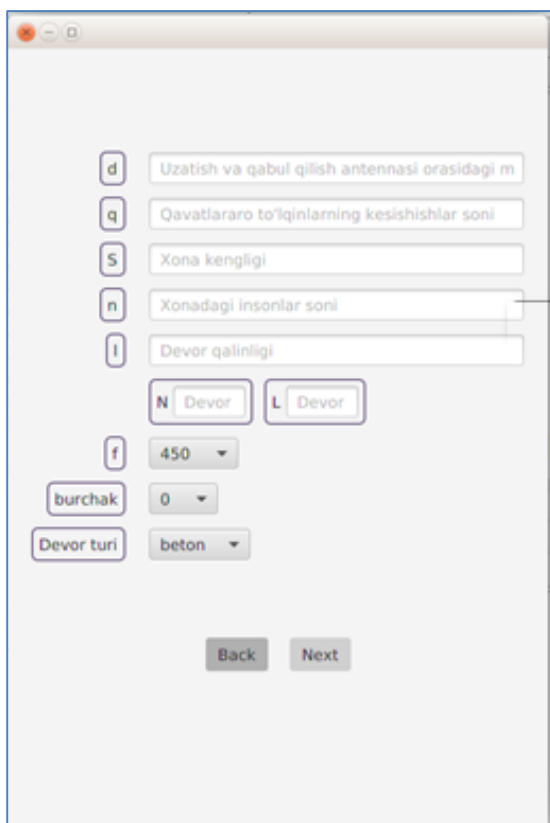 d Uzatish va qabul qilish antennasi orasidagi m
q Qavatlararo to'lqinlarning kesishishlar soni
S Xona kengligi
n Xonadagi insonlar soni
l Devor qalinligi
N Devor L Devor
f 450
burchak 0
Devor turi beton
Back Next